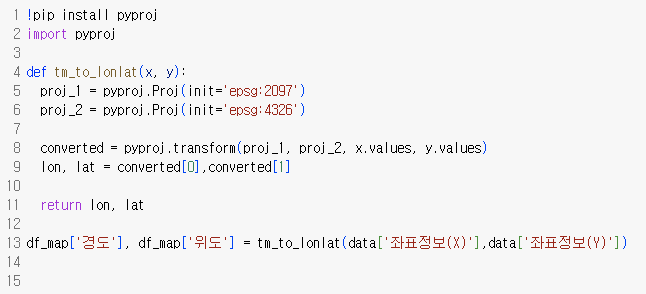 1 !pip install pyproj
2 import pyproj
3
4 def tm_to_lonlat(x, y):
5   proj_1 = pyproj.Proj(init='epsg:2097')
6   proj_2 = pyproj.Proj(init='epsg:4326')
7
8   converted = pyproj.transform(proj_1, proj_2, x.values, y.values)
9   lon, lat = converted[0],converted[1]
10
11   return lon, lat
12
13 df_map['경도'], df_map['위도'] = tm_to_lonlat(data['좌표정보(X)'],data['좌표정보(Y)'])
14
15